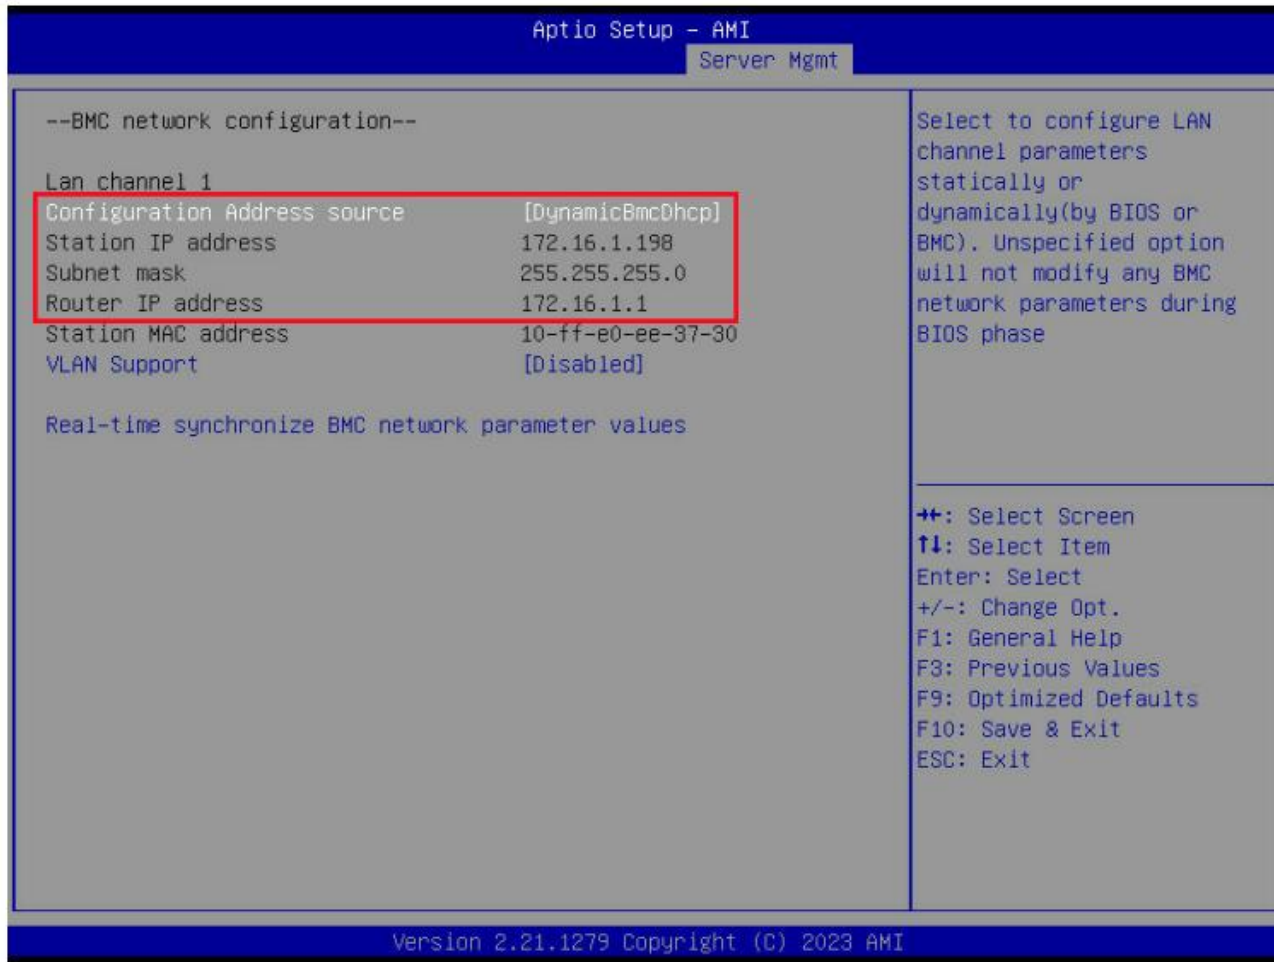 Aptio Setup - AMI
Server Mgmt
--BMC network configuration--
Lan channel 1
Configuration Address source [DynamicBmcDhcp]
Station IP address 172.16.1.198
Subnet mask 255.255.255.0
Router IP address 172.16.1.1
Station MAC address 10-ff-e0-ee-37-30
VLAN Support [Disabled]
Real-time synchronize BMC network parameter values
Select to configure LAN
channel parameters
statically or
dynamically(by BIOS or
BMC). Unspecified option
will not modify any BMC
network parameters during
BIOS phase
→←: Select Screen
↑↓: Select Item
Enter: Select
+/-: Change Opt.
F1: General Help
F3: Previous Values
F9: Optimized Defaults
F10: Save & Exit
ESC: Exit
Version 2.21.1279 Copyright (C) 2023 AMI